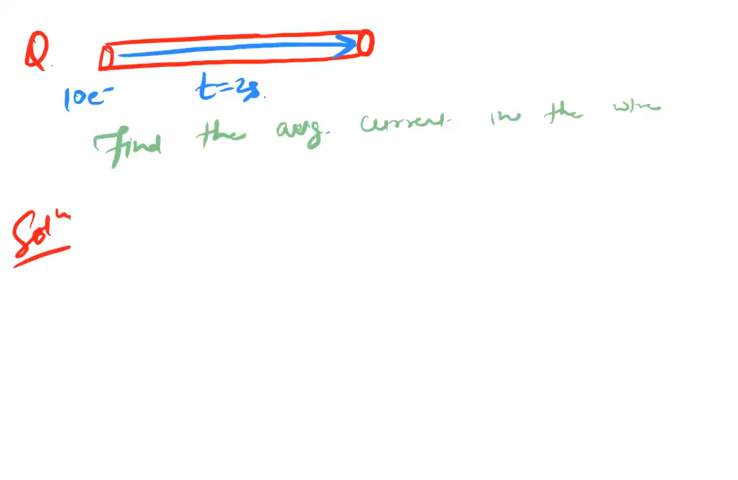 Q.
10e⁻ t=2s.
Find the avg. current in the wire
Solⁿ